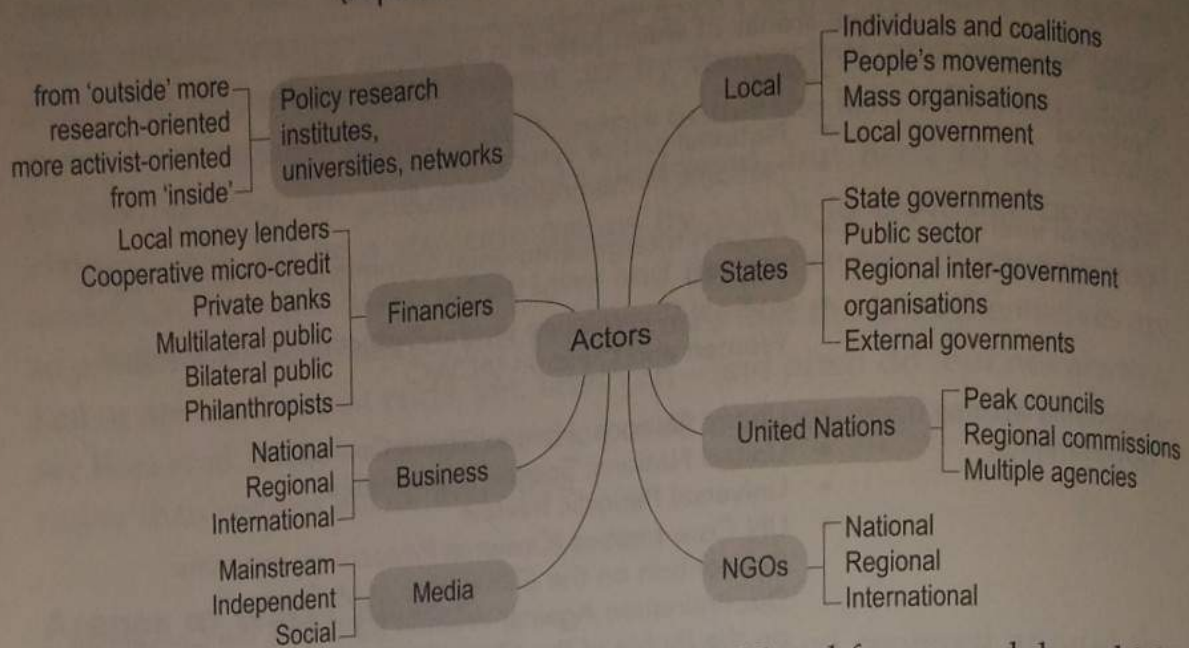 from 'outside' more
research-oriented
more activist-oriented
from 'inside'
Policy research
institutes,
universities, networks
Local money lenders
Cooperative micro-credit
Private banks
Multilateral public
Bilateral public
Philanthropists
Financiers
National
Regional
International
Business
Mainstream
Independent
Social
Media
Actors
Local
Individuals and coalitions
People's movements
Mass organisations
Local government
States
State governments
Public sector
Regional inter-government
organisations
External governments
United Nations
Peak councils
Regional commissions
Multiple agencies
NGOs
National
Regional
International